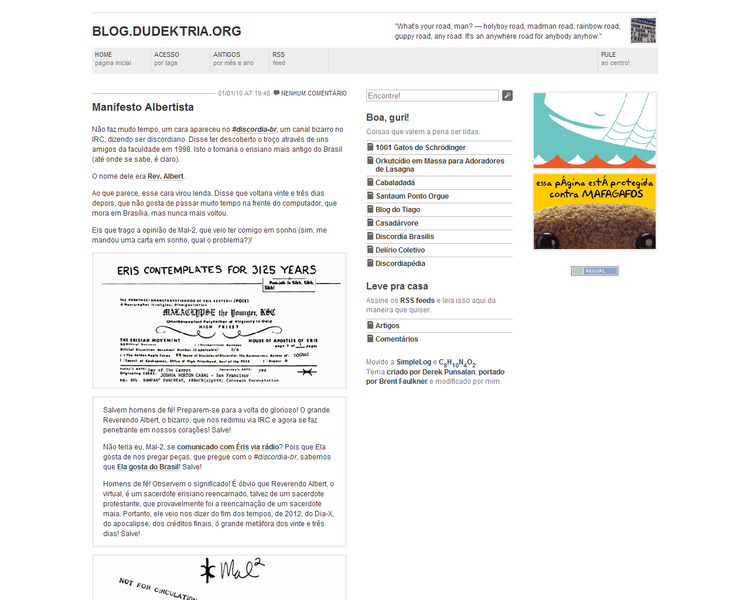 BLOG.DUDEKTRIA.ORG
"What's your road, man? — holyboy road, madman road, rainbow road,
guppy road, any road. It's an anywhere road for anybody anyhow."
HOME
página inicial
ACESSO
por tags
ANTIGOS
por mês e ano
RSS
feed
PULE
ao centro!
01/01/10 AT 19:48 NENHUM COMENTÁRIO
Manifesto Albertista
Não faz muito tempo, um cara apareceu no #discordia-br, um canal bizarro no
IRC, dizendo ser discordiano. Disse ter descoberto o troço através de uns
amigos da faculdade em 1998. Isto o tornaria o erisiano mais antigo do Brasil
(até onde se sabe, é claro).
O nome dele era Rev. Albert.
Ao que parece, esse cara virou lenda. Disse que voltaria vinte e três dias
depois, que não gosta de passar muito tempo na frente do computador, que
mora em Brasília, mas nunca mais voltou.
Eis que trago a opinião de Mal-2, que veio ter comigo em sonho (sim, me
mandou uma carta em sonho, qual o problema?)!
ERIS CONTEMPLATES FOR 3125 YEARS
MALACLYPSE the Younger, KSC
HIGH PRIEST
THE ERISIAN MOVEMENT
HOUSE OF APOSTLES OF ERIS
JOSHUA NORTON CABAL - San Francisco
Salvem homens de fé! Preparem-se para a volta do glorioso! O grande
Reverendo Albert, o bizarro, que nos redimiu via IRC e agora se faz
penetrante em nossos corações! Salve!
Não teria eu, Mal-2, se comunicado com Éris via rádio? Pois que Ela
gosta de nos pregar peças, que pregue com o #discordia-br, sabemos
que Ela gosta do Brasil! Salve!
Homens de fé! Observem o significado! É óbvio que Reverendo Albert, o
virtual, é um sacerdote erisiano reencarnado, talvez de um sacerdote
protestante, que provavelmente foi a reencarnação de um sacerdote
maia. Portanto, ele veio nos dizer do fim dos tempos, de 2012, do Dia-X,
do apocalipse, dos créditos finais, ó grande metáfora dos vinte e três
dias! Salve!
Mal2
NOT FOR CIRCULATION
Encontre!
Boa, guri!
Coisas que valem a pena ser lidas.
1001 Gatos de Schrödinger
Orkutcídio em Massa para Adoradores
de Lasagna
Cabaladadá
Santaum Ponto Orgue
Blog do Tiago
Casadárvore
Discordia Brasilis
Delírio Coletivo
Discordiapédia
Leve pra casa
Assine os RSS feeds e leia isso aqui da
maneira que quiser.
Artigos
Comentários
Movido a SimpleLog e C8H10N4O2.
Tema criado por Derek Punsalan, portado
por Brent Faulkner e modificado por mim.
essa pÁgina estÁ protegida
contra MAFAGAFOS